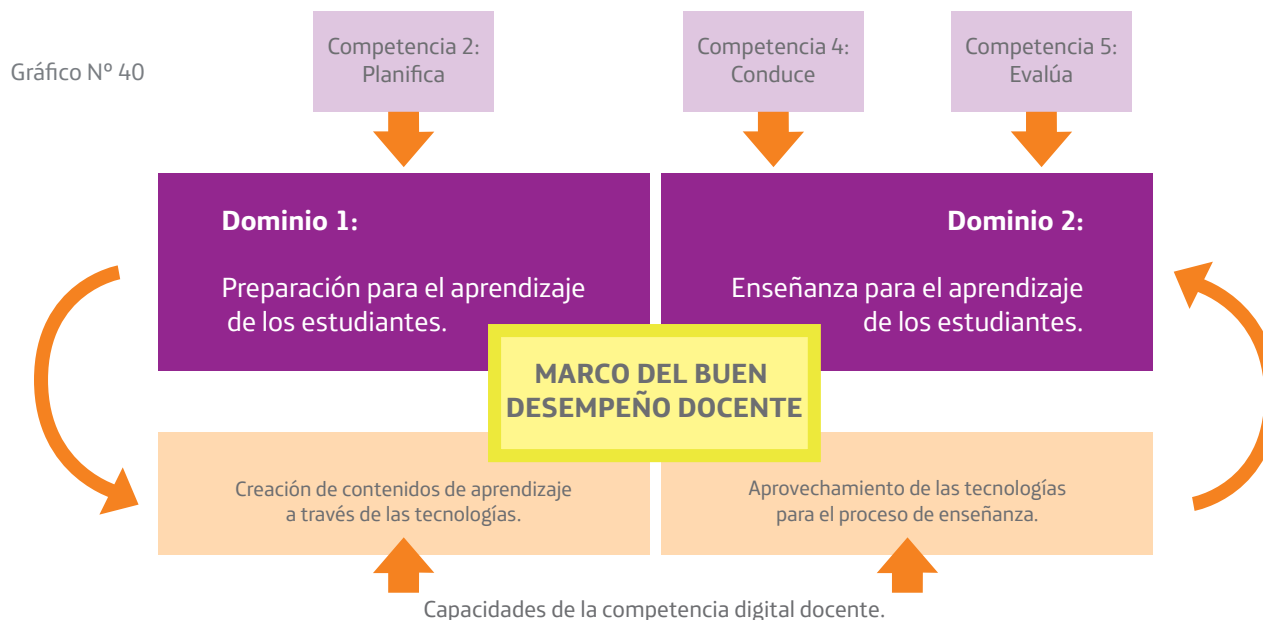 Gráfico Nº 40
Competencia 2:
Planifica
Competencia 4:
Conduce
Competencia 5:
Evalúa
Dominio 1:
Preparación para el aprendizaje
de los estudiantes.
Dominio 2:
Enseñanza para el aprendizaje
de los estudiantes.
MARCO DEL BUEN
DESEMPEÑO DOCENTE
Creación de contenidos de aprendizaje
a través de las tecnologías.
Aprovechamiento de las tecnologías
para el proceso de enseñanza.
Capacidades de la competencia digital docente.